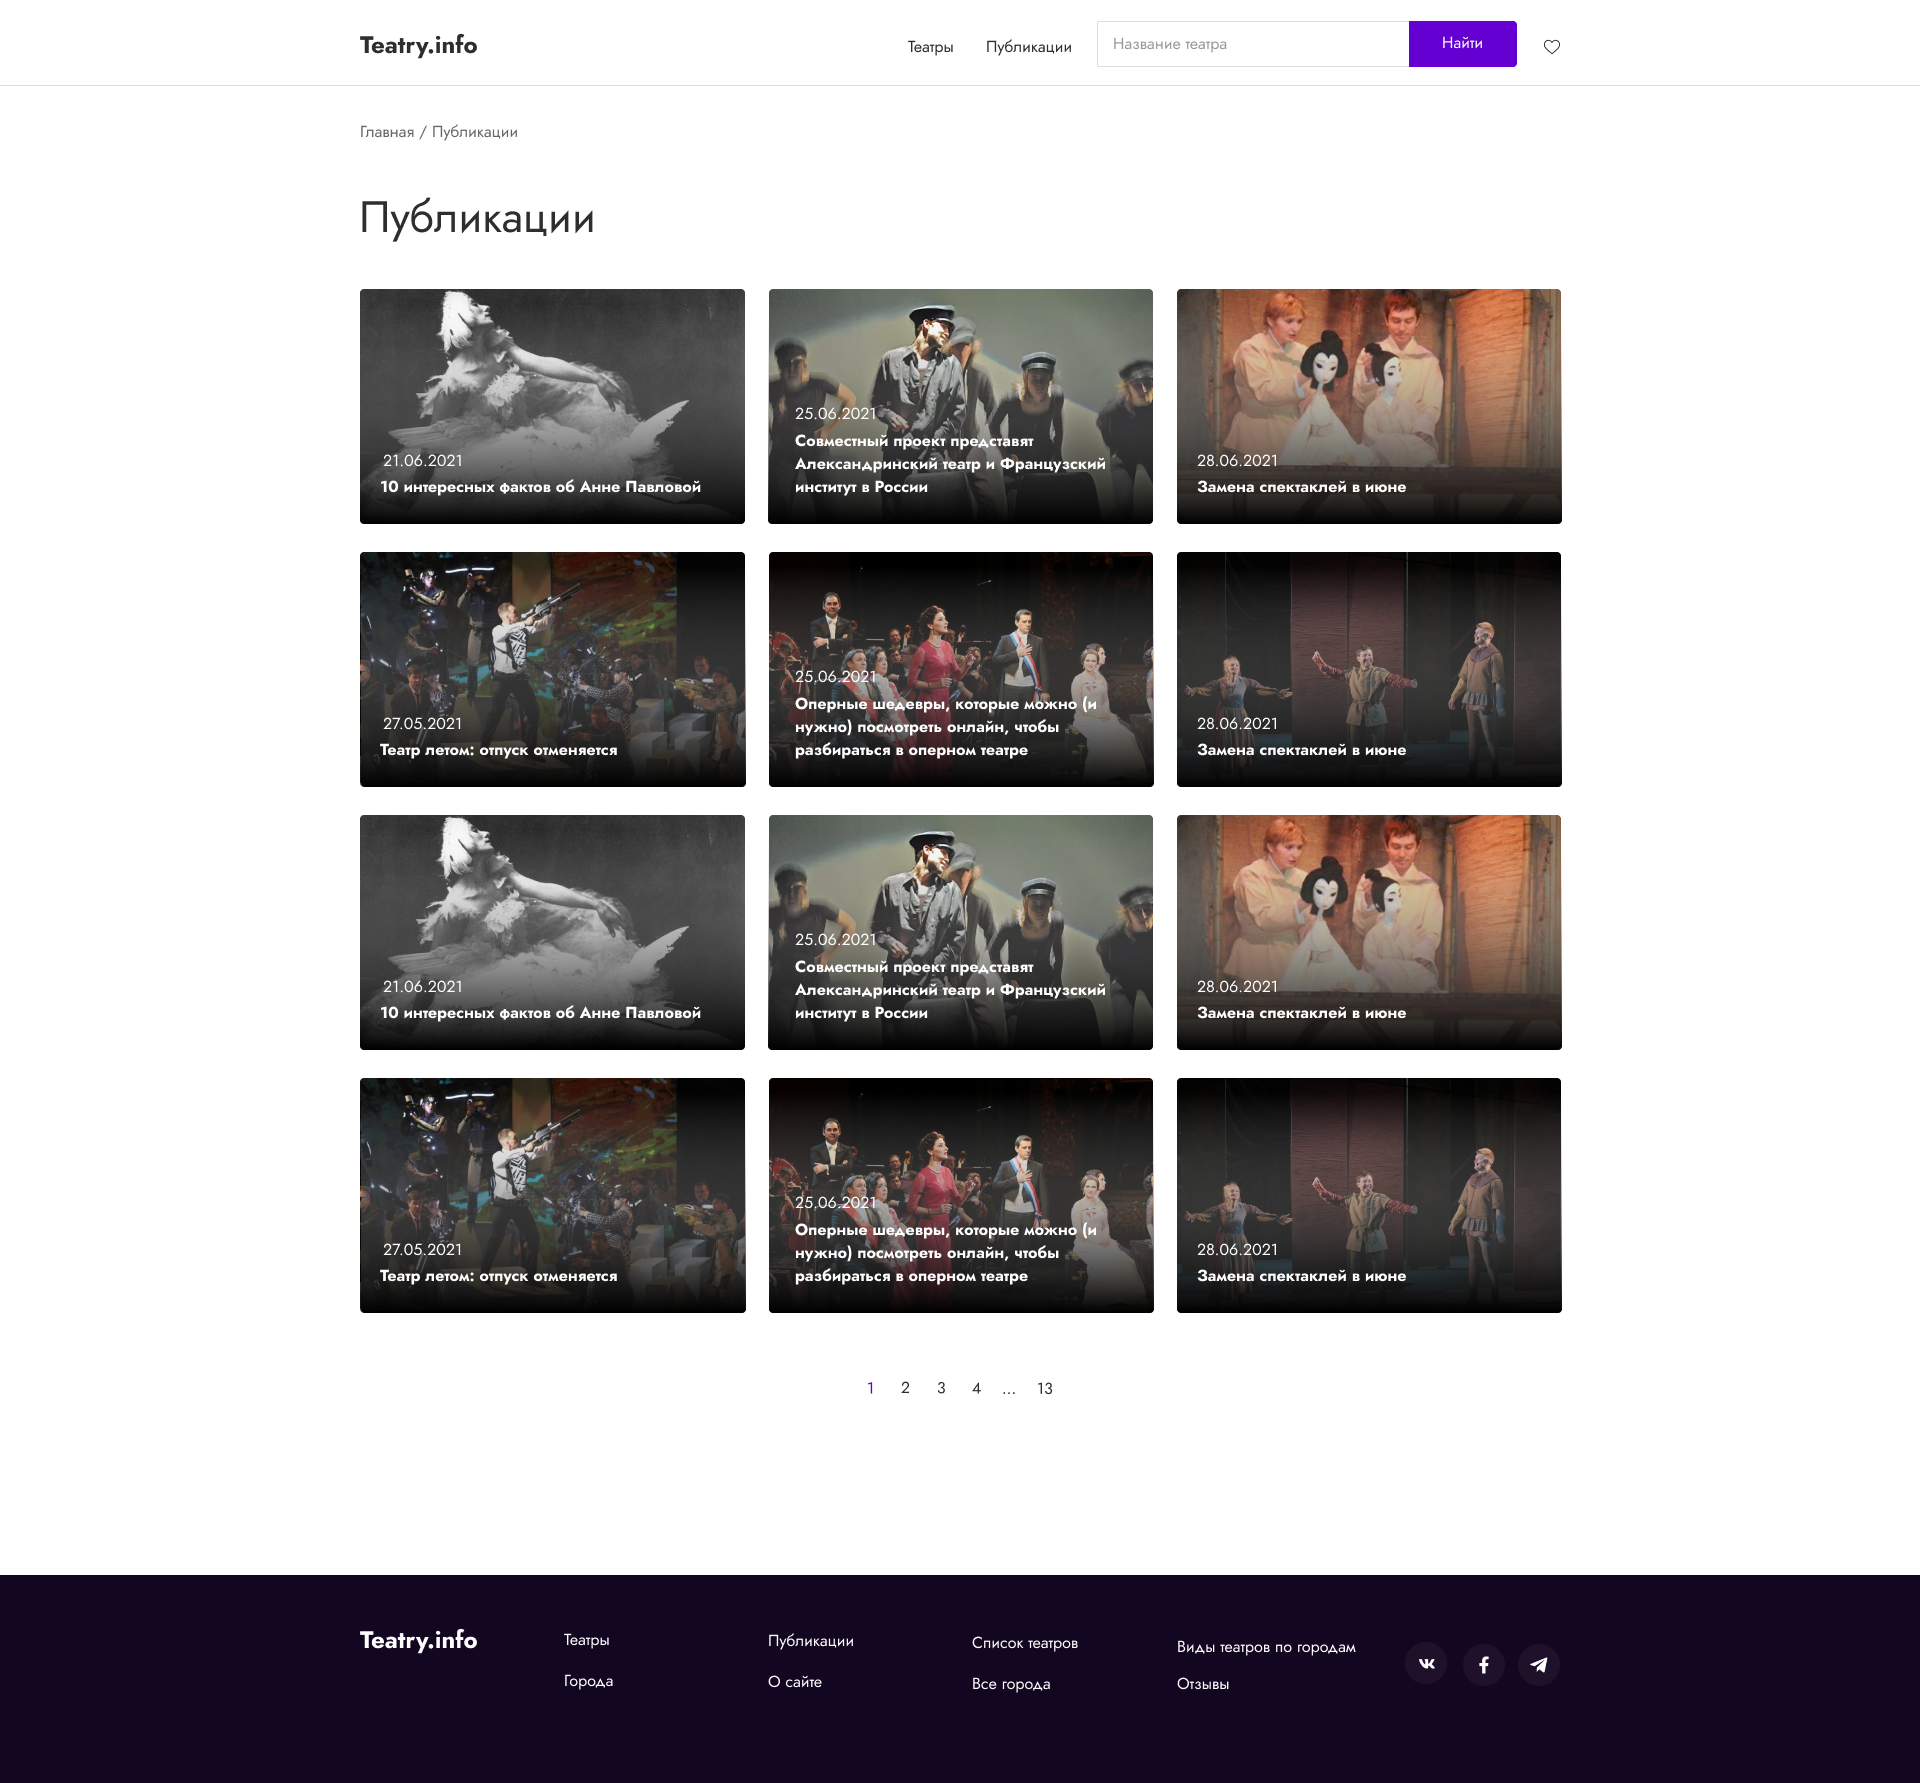 Teatry.info
Театры
Публикации
Название театра
Найти
Главная / Публикации
Публикации
21.06.2021
10 интересных фактов об Анне Павловой
25.06.2021
Совместный проект представят
Александринский театр и Французский
институт в России
28.06.2021
Замена спектаклей в июне
27.05.2021
Театр летом: отпуск отменяется
25.06.2021
Оперные шедевры, которые можно (и
нужно) посмотреть онлайн, чтобы
разбираться в оперном театре
28.06.2021
Замена спектаклей в июне
21.06.2021
10 интересных фактов об Анне Павловой
25.06.2021
Совместный проект представят
Александринский театр и Французский
институт в России
28.06.2021
Замена спектаклей в июне
27.05.2021
Театр летом: отпуск отменяется
25.06.2021
Оперные шедевры, которые можно (и
нужно) посмотреть онлайн, чтобы
разбираться в оперном театре
28.06.2021
Замена спектаклей в июне
1 2 3 4 ... 13
Teatry.info
Театры
Города
Публикации
О сайте
Список театров
Все города
Виды театров по городам
Отзывы